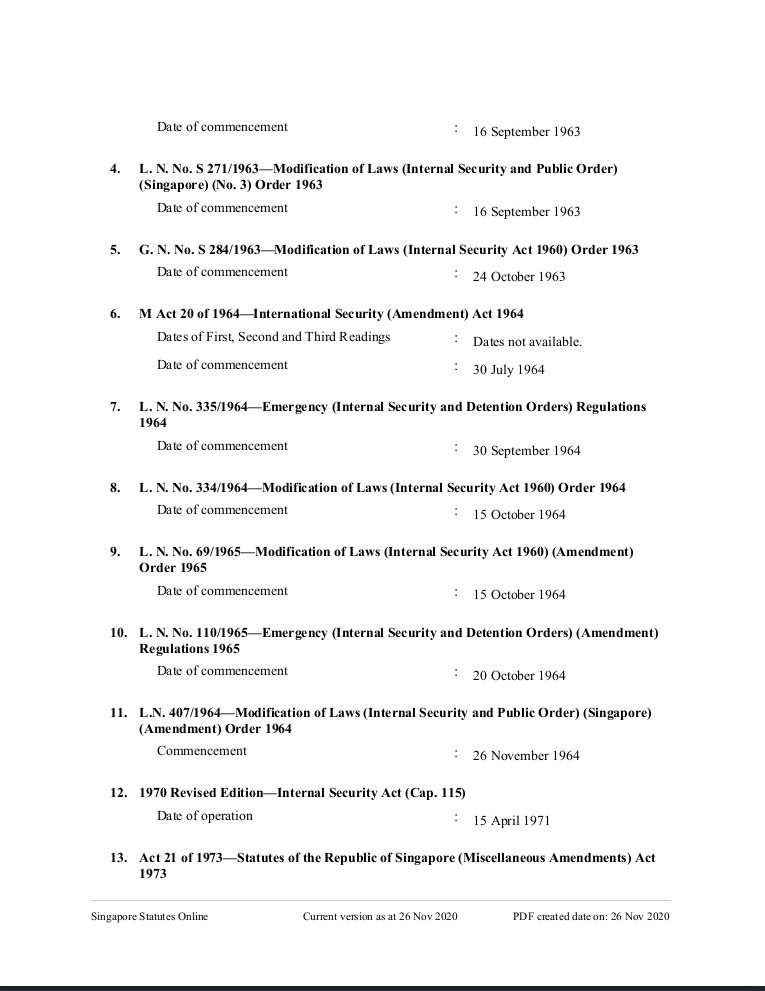 Date of commencement : 16 September 1963
4. L. N. No. S 271/1963—Modification of Laws (Internal Security and Public Order)
(Singapore) (No. 3) Order 1963
Date of commencement : 16 September 1963
5. G. N. No. S 284/1963—Modification of Laws (Internal Security Act 1960) Order 1963
Date of commencement : 24 October 1963
6. M Act 20 of 1964—International Security (Amendment) Act 1964
Dates of First, Second and Third Readings : Dates not available.
Date of commencement : 30 July 1964
7. L. N. No. 335/1964—Emergency (Internal Security and Detention Orders) Regulations
1964
Date of commencement : 30 September 1964
8. L. N. No. 334/1964—Modification of Laws (Internal Security Act 1960) Order 1964
Date of commencement : 15 October 1964
9. L. N. No. 69/1965—Modification of Laws (Internal Security Act 1960) (Amendment)
Order 1965
Date of commencement : 15 October 1964
10. L. N. No. 110/1965—Emergency (Internal Security and Detention Orders) (Amendment)
Regulations 1965
Date of commencement : 20 October 1964
11. L.N. 407/1964—Modification of Laws (Internal Security and Public Order) (Singapore)
(Amendment) Order 1964
Commencement : 26 November 1964
12. 1970 Revised Edition—Internal Security Act (Cap. 115)
Date of operation : 15 April 1971
13. Act 21 of 1973—Statutes of the Republic of Singapore (Miscellaneous Amendments) Act
1973
Singapore Statutes Online Current version as at 26 Nov 2020 PDF created date on: 26 Nov 2020